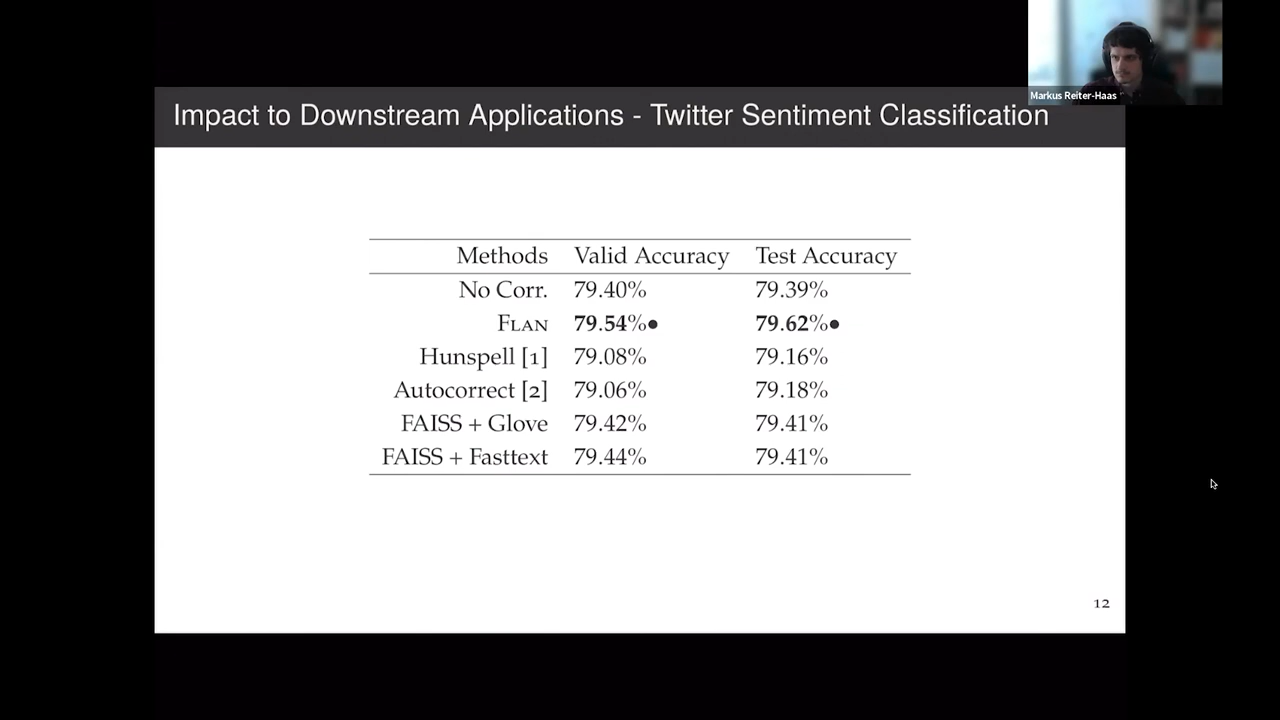 Markus Reiter-Haas
Impact to Downstream Applications - Twitter Sentiment Classification
Methods Valid Accuracy Test Accuracy
No Corr. 79.40% 79.39%
Flan 79.54%● 79.62%●
Hunspell [1] 79.08% 79.16%
Autocorrect [2] 79.06% 79.18%
FAISS + Glove 79.42% 79.41%
FAISS + Fasttext 79.44% 79.41%
12